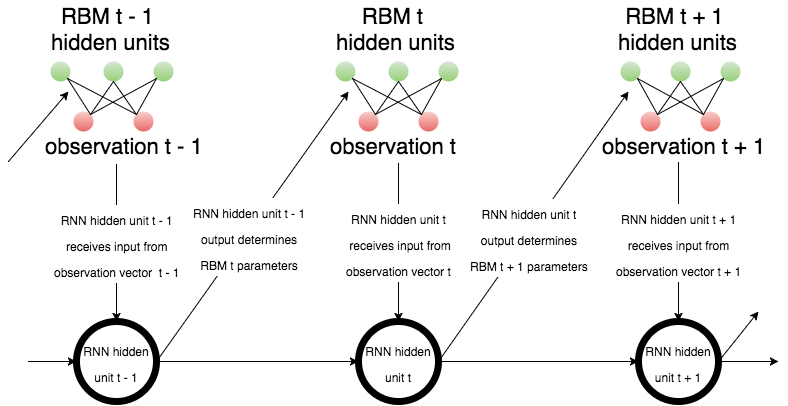 RBM t - 1
hidden units
RBM t
hidden units
RBM t + 1
hidden units
observation t - 1
observation t
observation t + 1
RNN hidden unit t - 1
receives input from
observation vector t - 1
RNN hidden unit t - 1
output determines
RBM t parameters
RNN hidden unit t
receives input from
observation vector t
RNN hidden unit t
output determines
RBM t + 1 parameters
RNN hidden unit t + 1
receives input from
observation vector t + 1
RNN hidden
unit t - 1
RNN hidden
unit t
RNN hidden
unit t + 1